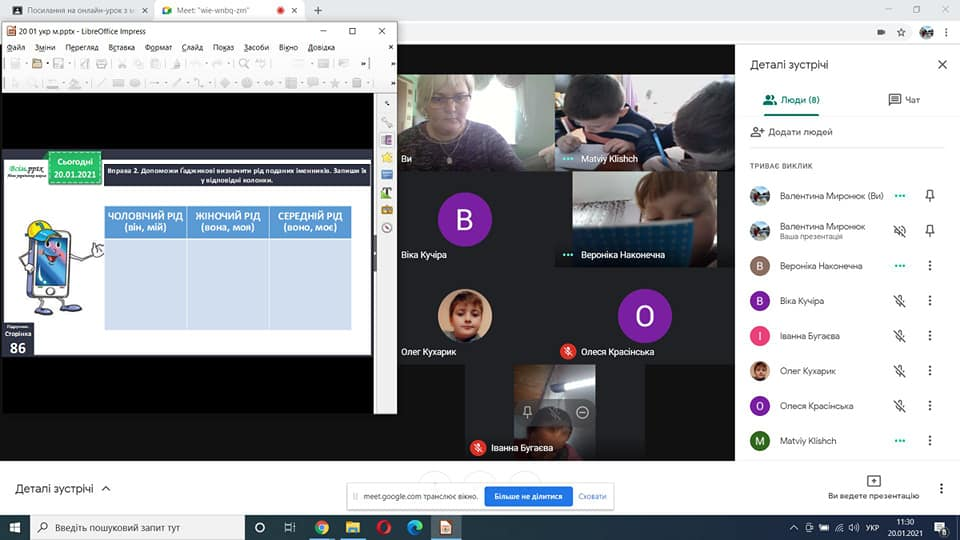 Посилання на онлайн-урок з м
Meet: "wie-wnbq-zrn"
20 01 укр м.pptx - LibreOffice Impress
Файл Зміни Перегляд Вставка Формат Слайд Показ Засоби Вікно Довідка
Всім.pptx
Сьогодні
20.01.2021
Вправа 2. Допоможи Ґаджикові визначити рід поданих іменників. Запиши їх
у відповідні колонки.
ЧОЛОВІЧИЙ РІД
(він, мій)
ЖІНОЧИЙ РІД
(вона, моя)
СЕРЕДНІЙ РІД
(воно, моє)
Підручник.
Сторінка
86
Ви
Matviy Klishch
В
Віка Кучіра
Вероніка Наконечна
Олег Кухарик
О
Олеся Красінська
Іванна Бугаєва
Деталі зустрічі
Люди (8)
Чат
Додати людей
ТРИВАЄ ВИКЛИК
Валентина Миронюк (Ви)
Валентина Миронюк
Ваша презентація
В
Вероніка Наконечна
В
Віка Кучіра
І
Іванна Бугаєва
Олег Кухарик
О
Олеся Красінська
M
Matviy Klishch
Деталі зустрічі
meet.google.com транслює вікно.
Більше не ділитися
Сховати
Ви ведете презентацію
Введіть пошуковий запит тут
УКР
11:30
20.01.2021